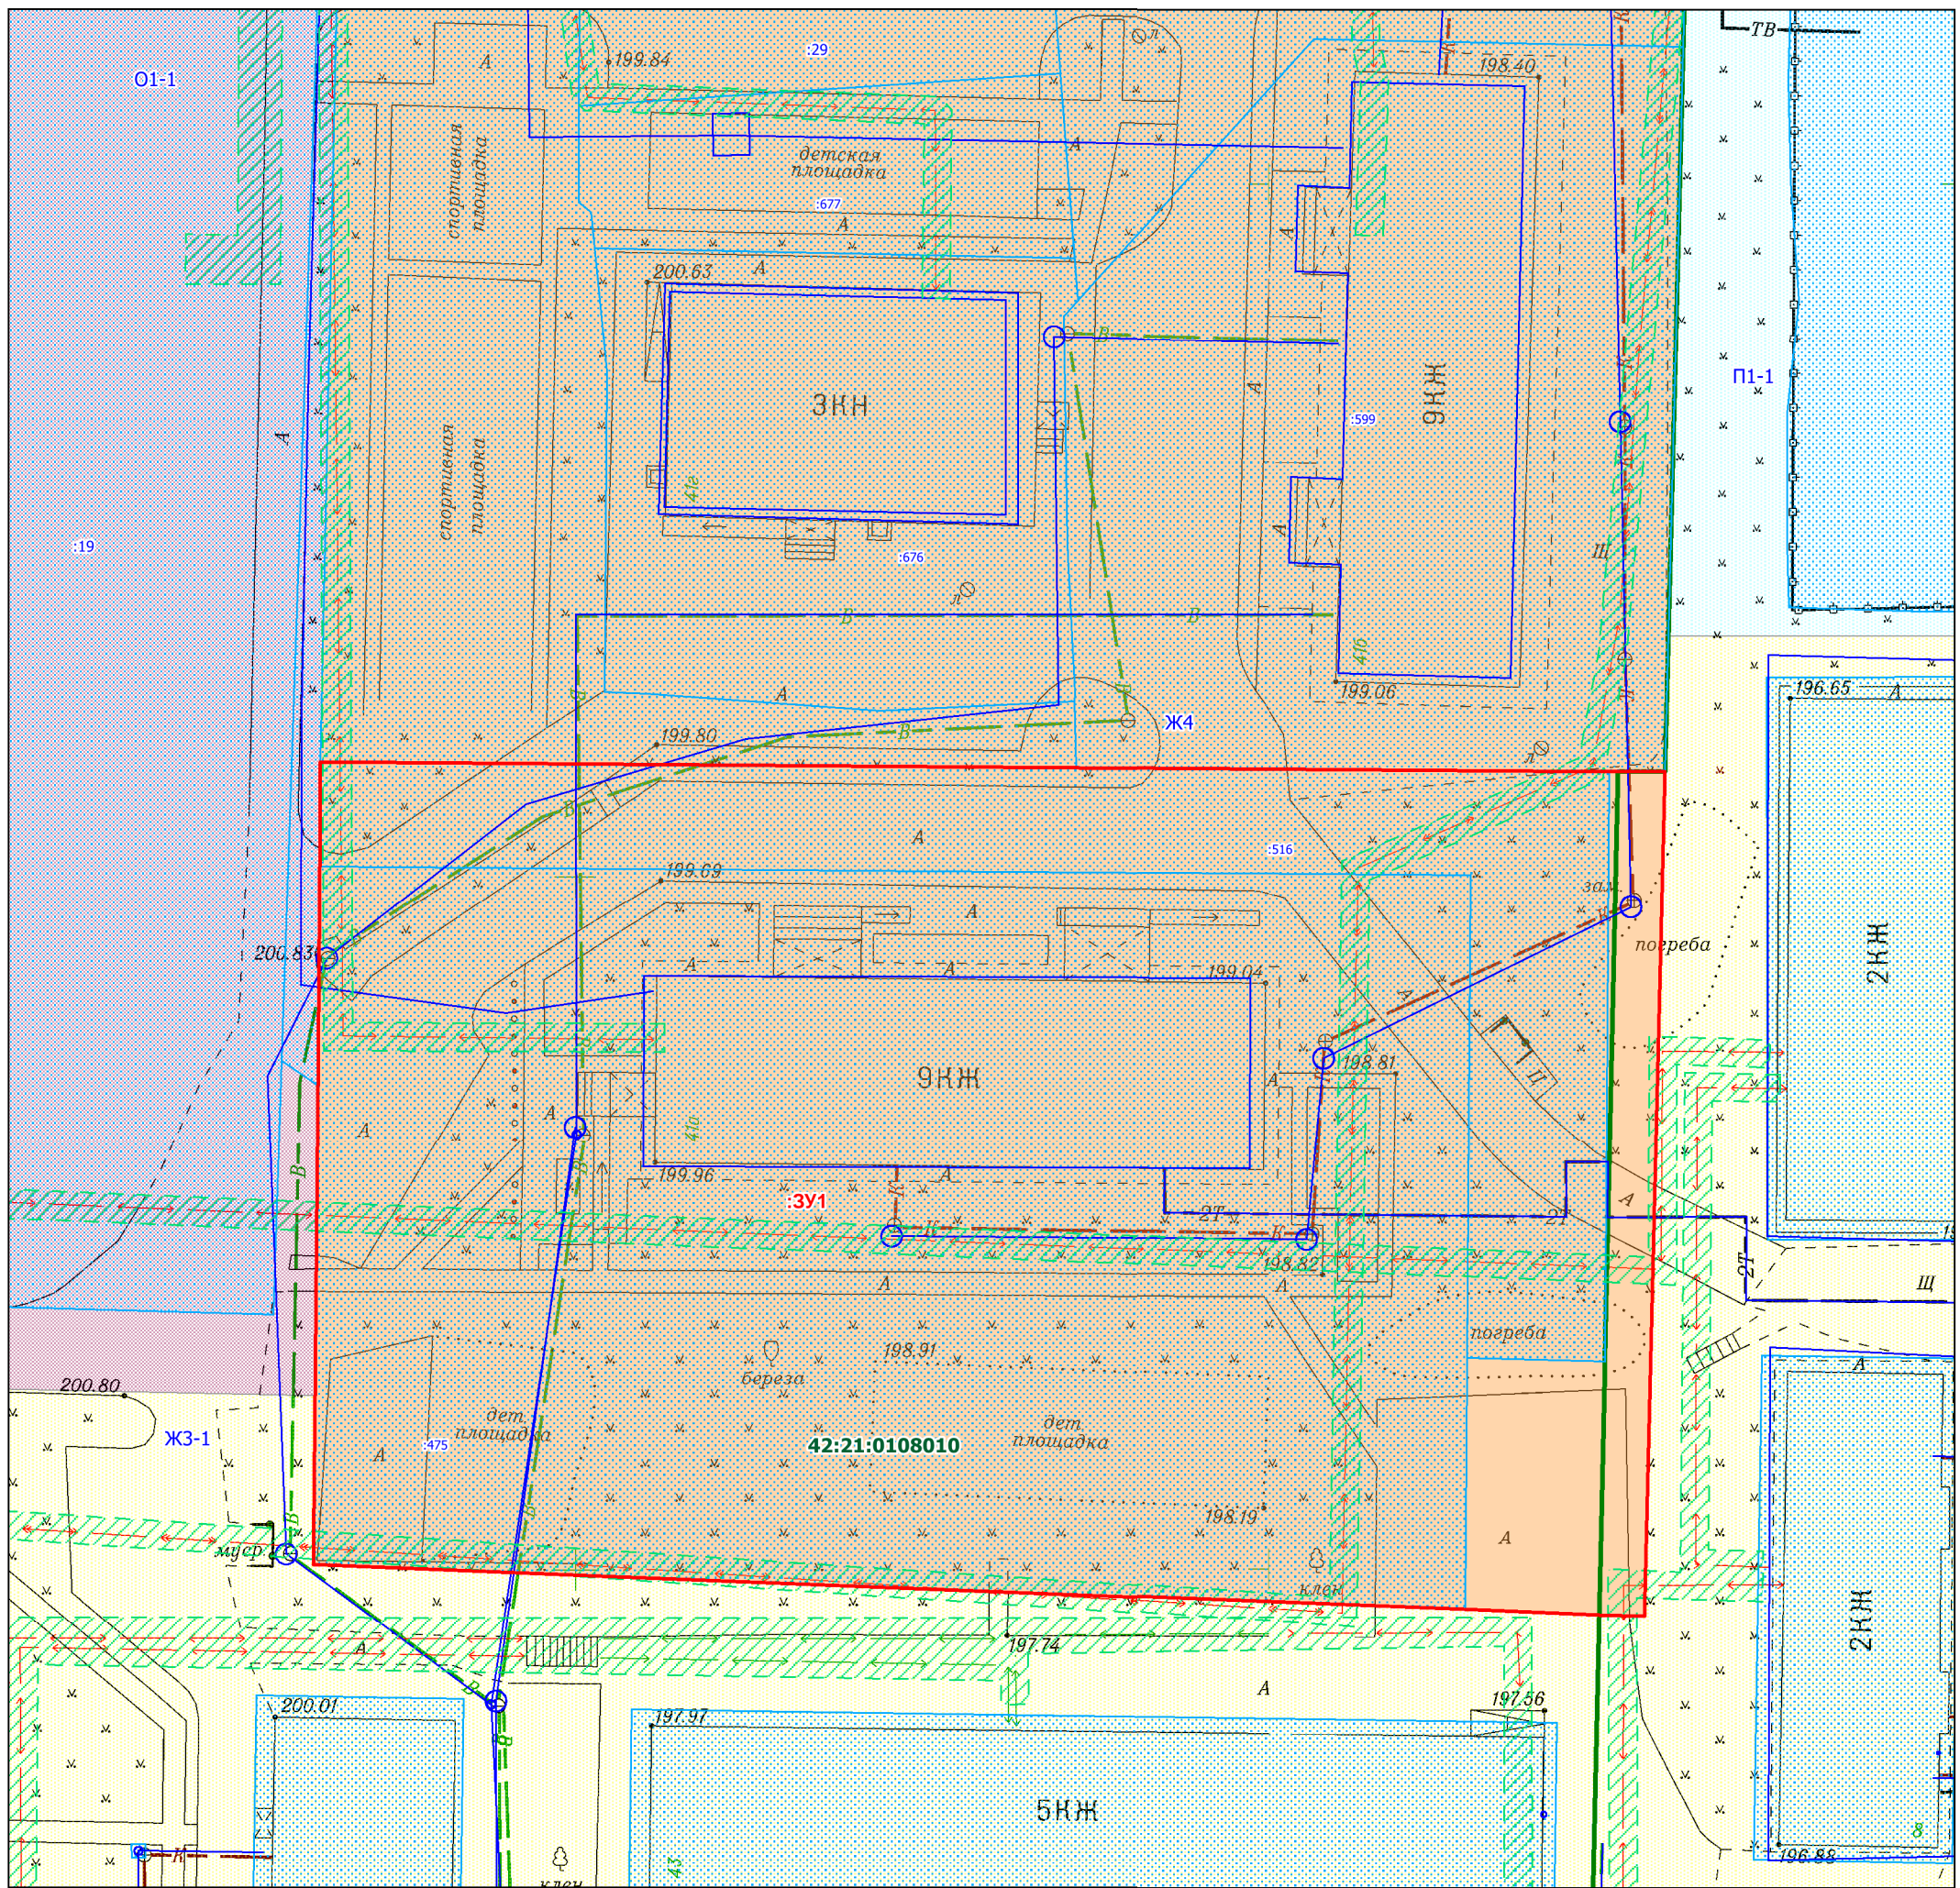 ТВ
:29
О1-1
А
199.84
л
198.40
К
К
спортивная
площадка
детская
площадка
А
:677
А
А
200.63
А
В
П1-1
3КН
9КЖ
:599
А
А
К
спортивная
площадка
41г
А
:19
:676
Щ
л
В
В
41б
196.65
А
199.06
А
В
В
Ж4
199.80
В
л
В
А
:516
199.69
зам.
К
А
200.83
погреба
2КЖ
А
А
199.04
А
198.81
9КЖ
А
Ц
А
41а
А
В
В
199.96
А
К
:ЗУ1
А
2Т
2Т
К
К
198.82
2Т
А
А
Щ
погреба
198.91
береза
200.80
А
дет.
площадка
дет.
площадка
Ж3-1
:475
42:21:0108010
А
В
198.19
В
А
мусор.
клен
2КЖ
А
197.74
А
В
200.01
197.97
197.56
В
5КЖ
8
К
43
196.88
клен